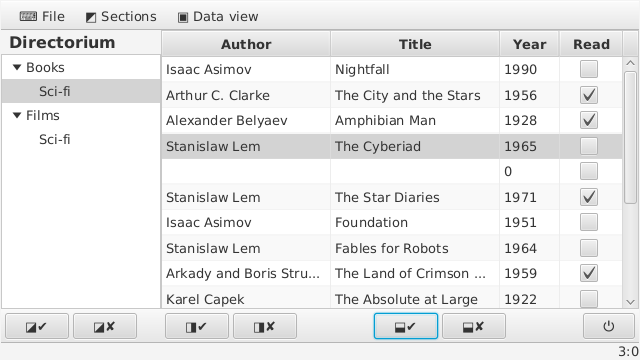 File Sections Data view
Directorium
Books
Sci-fi
Films
Sci-fi
Author Title Year Read
Isaac Asimov Nightfall 1990
Arthur C. Clarke The City and the Stars 1956
Alexander Belyaev Amphibian Man 1928
Stanislaw Lem The Cyberiad 1965
0
Stanislaw Lem The Star Diaries 1971
Isaac Asimov Foundation 1951
Stanislaw Lem Fables for Robots 1964
Arkady and Boris Stru... The Land of Crimson ... 1959
Karel Capek The Absolute at Large 1922
3:0